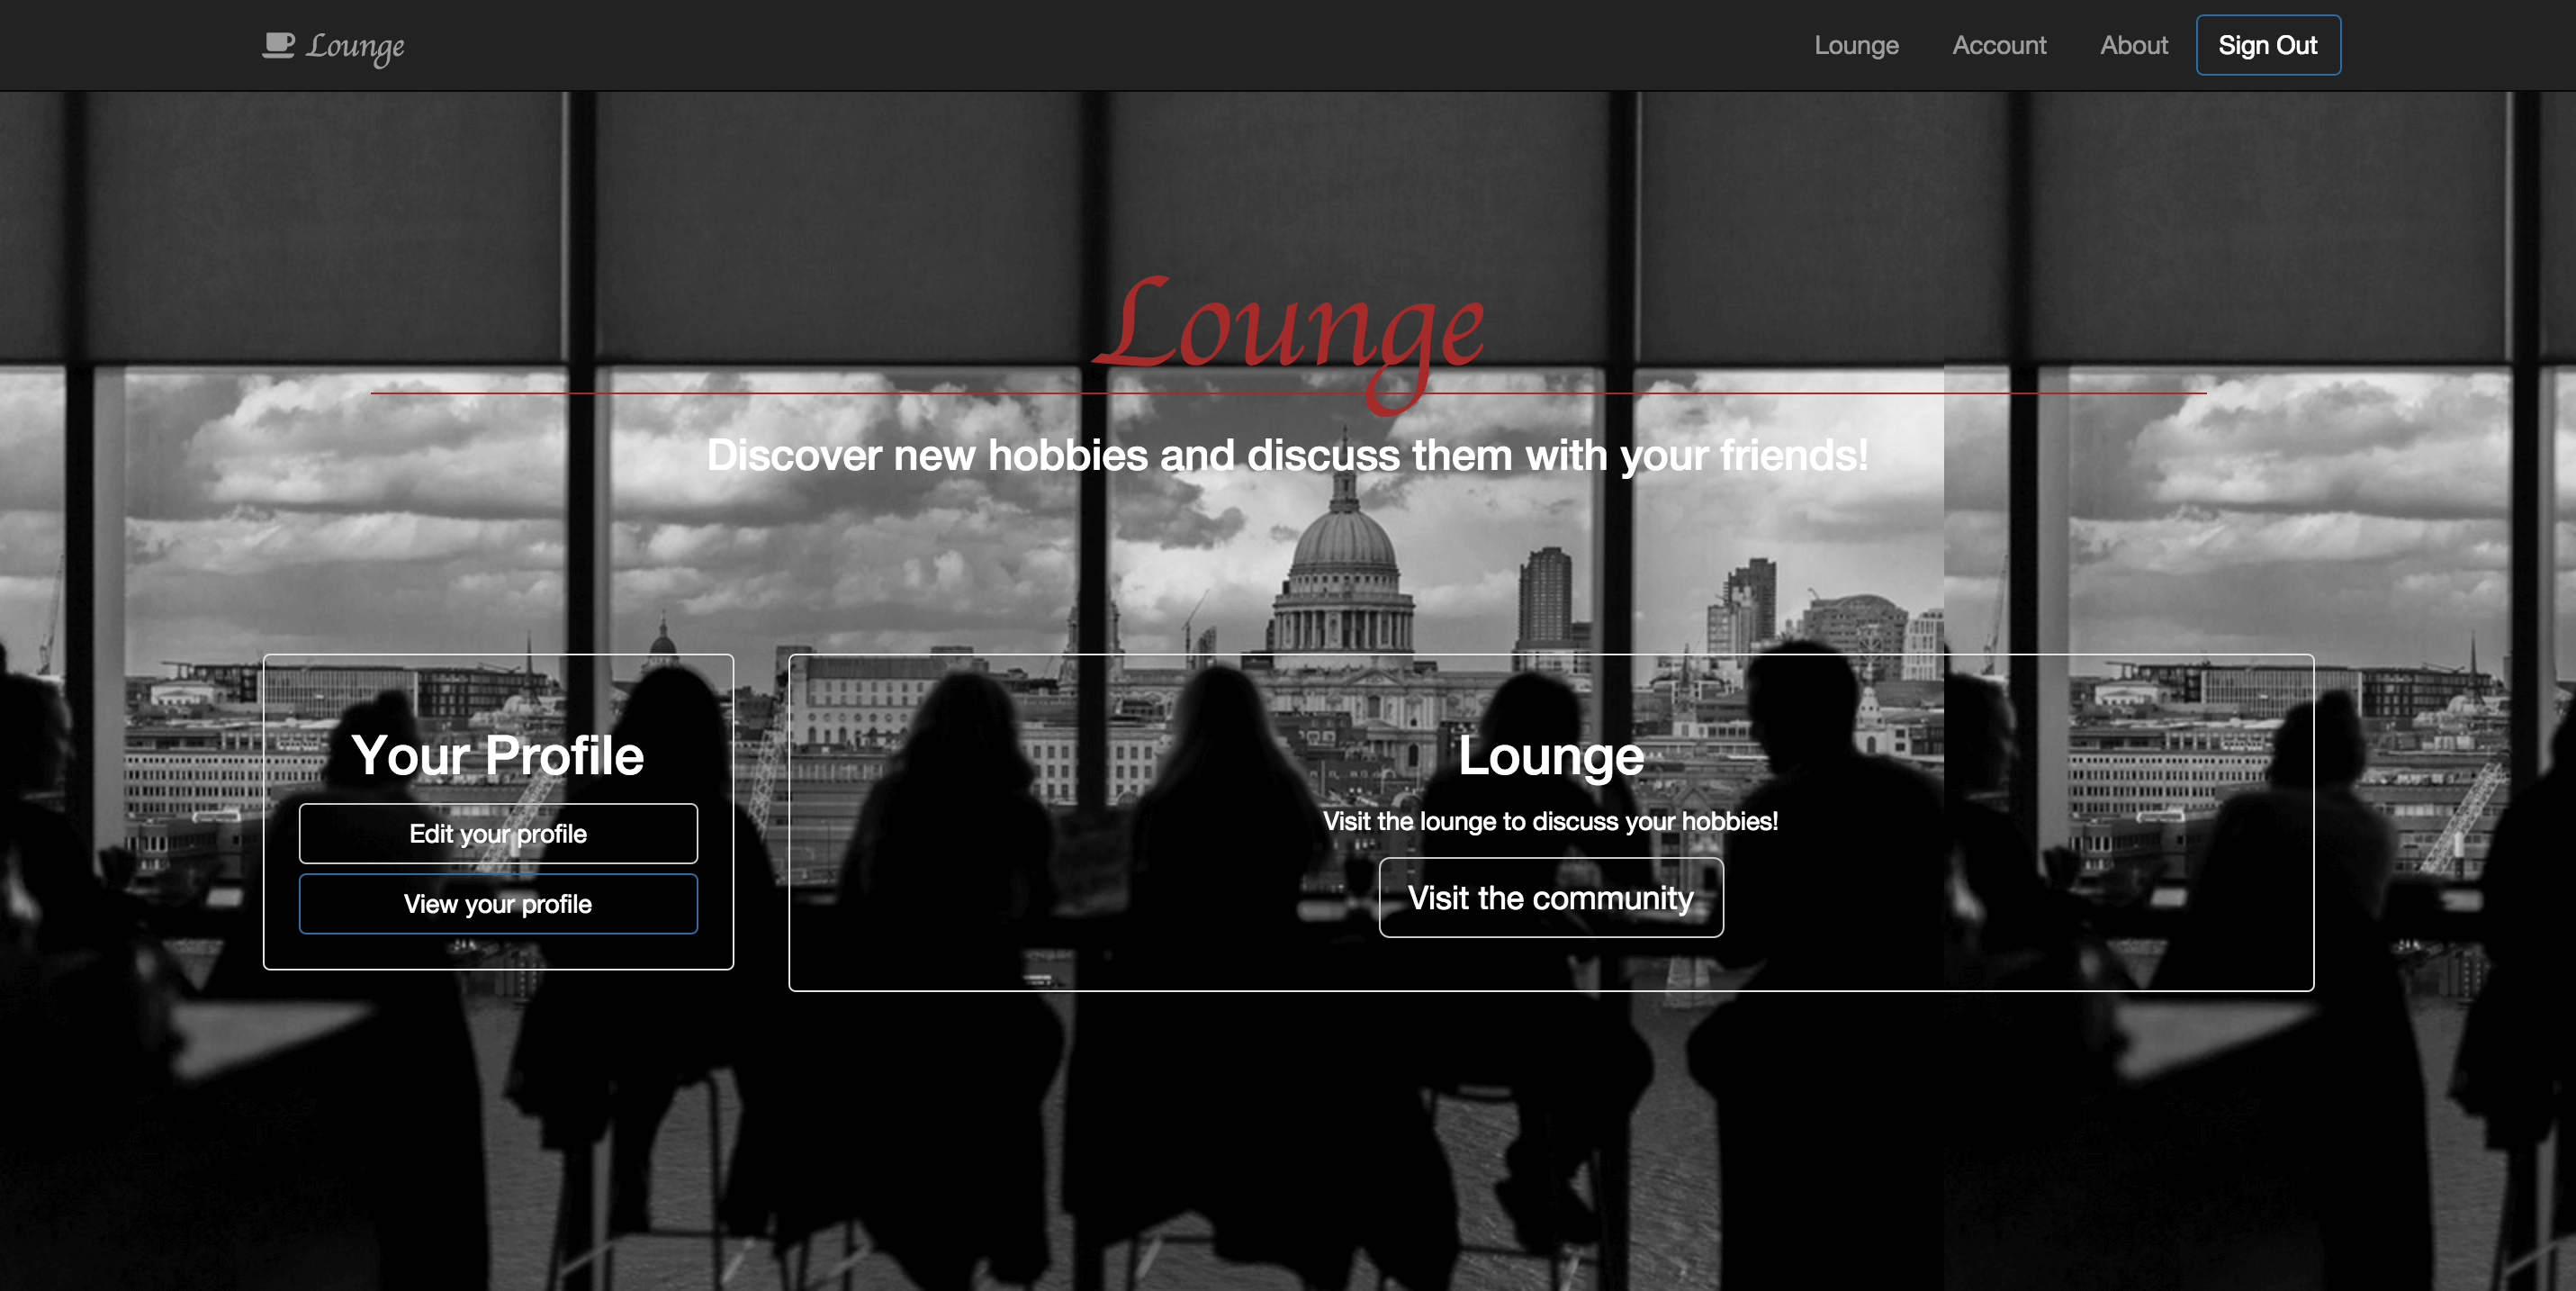 Lounge
Lounge Account About Sign Out
Lounge
Discover new hobbies and discuss them with your friends!
Your Profile
Edit your profile
View your profile
Lounge
Visit the lounge to discuss your hobbies!
Visit the community